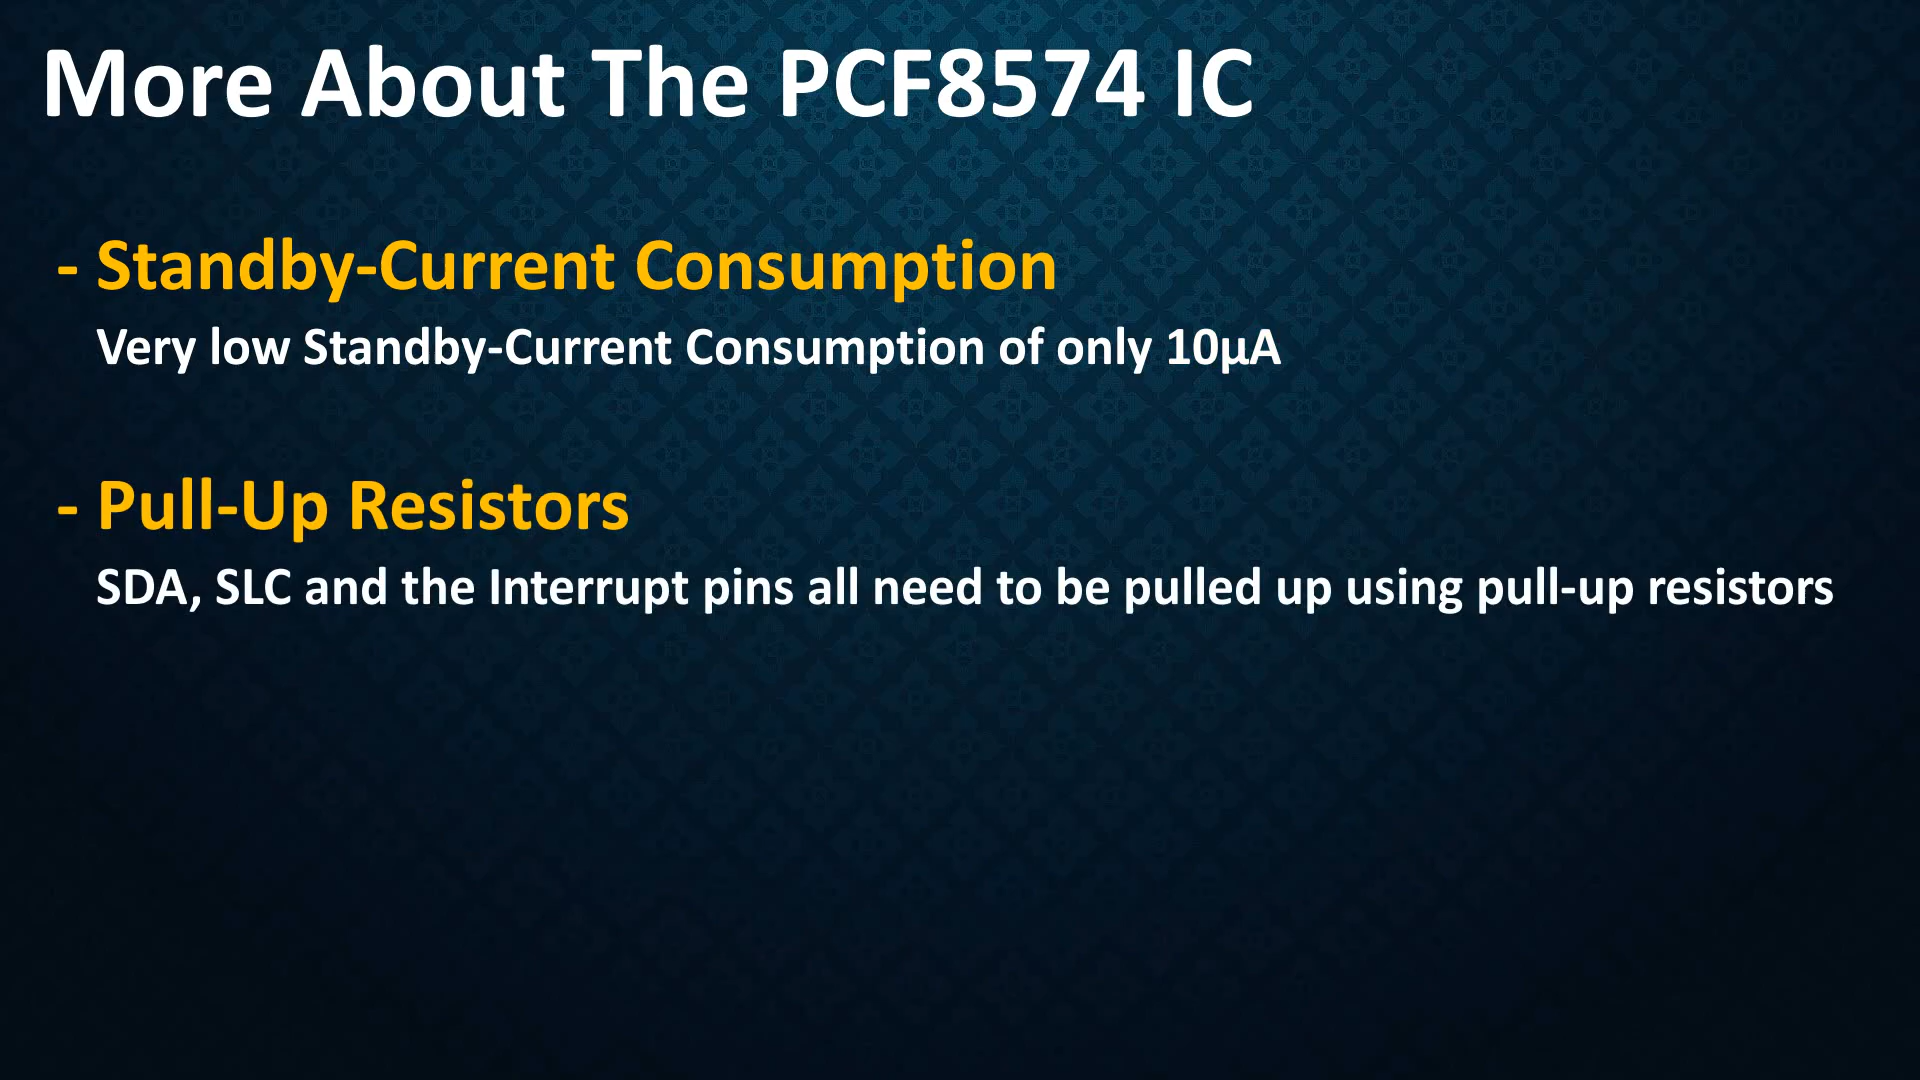 More About The PCF8574 IC
- Standby-Current Consumption
Very low Standby-Current Consumption of only 10µA
- Pull-Up Resistors
SDA, SLC and the Interrupt pins all need to be pulled up using pull-up resistors